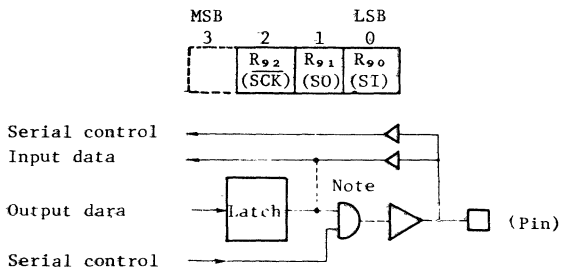 MSB LSB
3 2 1 0
R₉₂ R₉₁ R₉₀
(S̅C̅K̅) (SO) (SI)
Serial control
Input data
Note
Output dara
Latch
(Pin)
Serial control